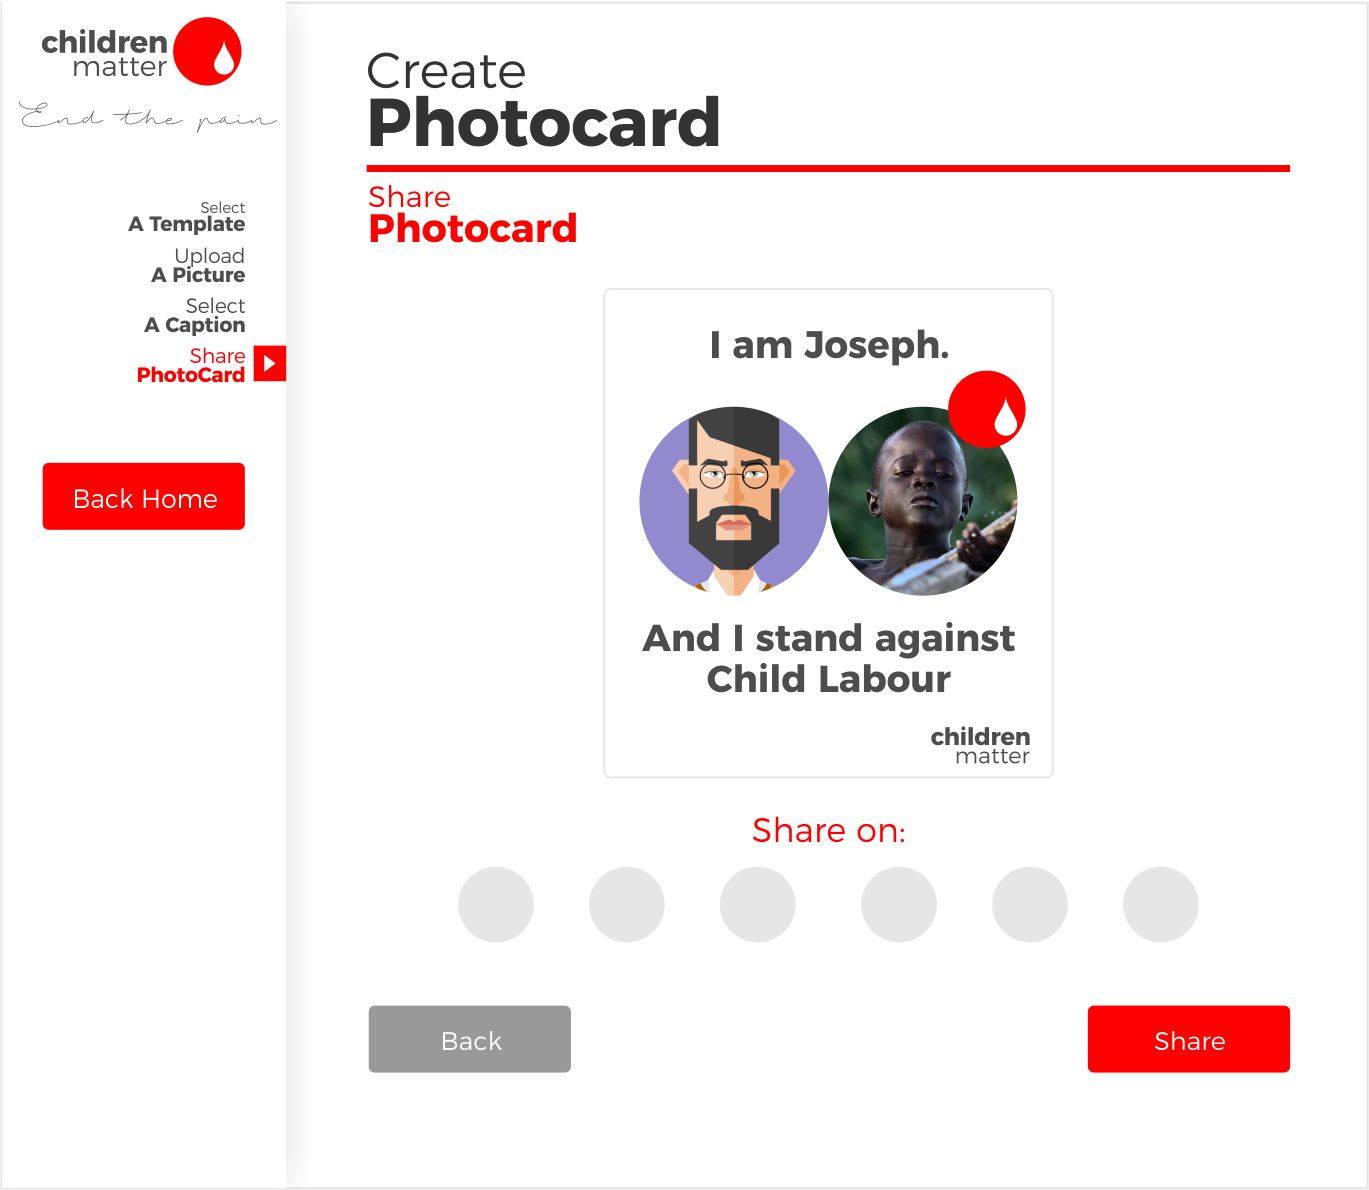 children
matter
End the pain
Select
A Template
Upload
A Picture
Select
A Caption
Share
PhotoCard
Back Home
Create
Photocard
Share
Photocard
I am Joseph.
And I stand against
Child Labour
children
matter
Share on:
Back
Share